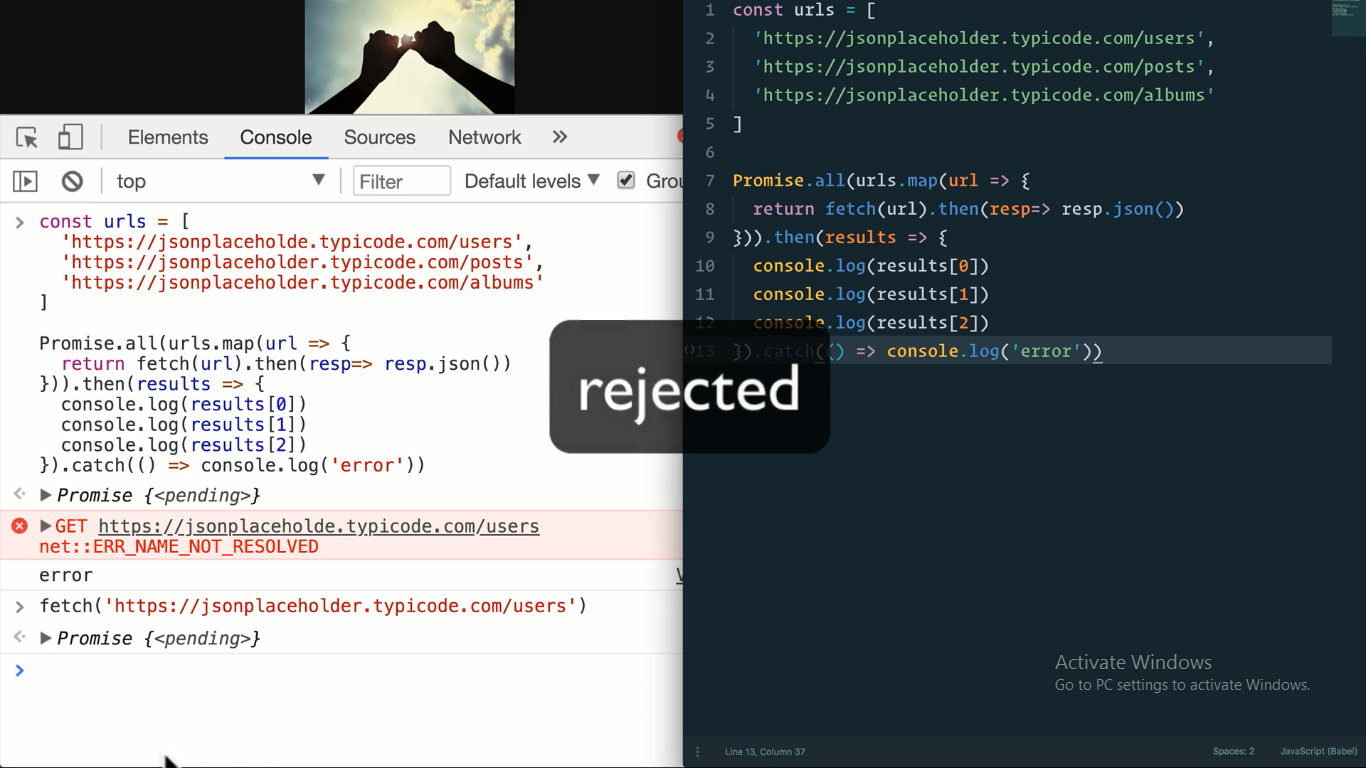 Elements Console Sources Network »
top Filter Default levels
const urls = [
'https://jsonplaceholde.typicode.com/users',
'https://jsonplaceholder.typicode.com/posts',
'https://jsonplaceholder.typicode.com/albums'
]
Promise.all(urls.map(url => {
return fetch(url).then(resp=> resp.json())
})).then(results => {
console.log(results[0])
console.log(results[1])
console.log(results[2])
}).catch(() => console.log('error'))
Promise {<pending>}
GET https://jsonplaceholde.typicode.com/users
net::ERR_NAME_NOT_RESOLVED
error
fetch('https://jsonplaceholder.typicode.com/users')
Promise {<pending>}
rejected
1 const urls = [
2 'https://jsonplaceholder.typicode.com/users',
3 'https://jsonplaceholder.typicode.com/posts',
4 'https://jsonplaceholder.typicode.com/albums'
5 ]
6
7 Promise.all(urls.map(url => {
8 return fetch(url).then(resp=> resp.json())
9 })).then(results => {
10 console.log(results[0])
11 console.log(results[1])
12 console.log(results[2])
13 }).catch(() => console.log('error'))
Activate Windows
Go to PC settings to activate Windows.
Line 13, Column 37 Spaces: 2 JavaScript (Babel)